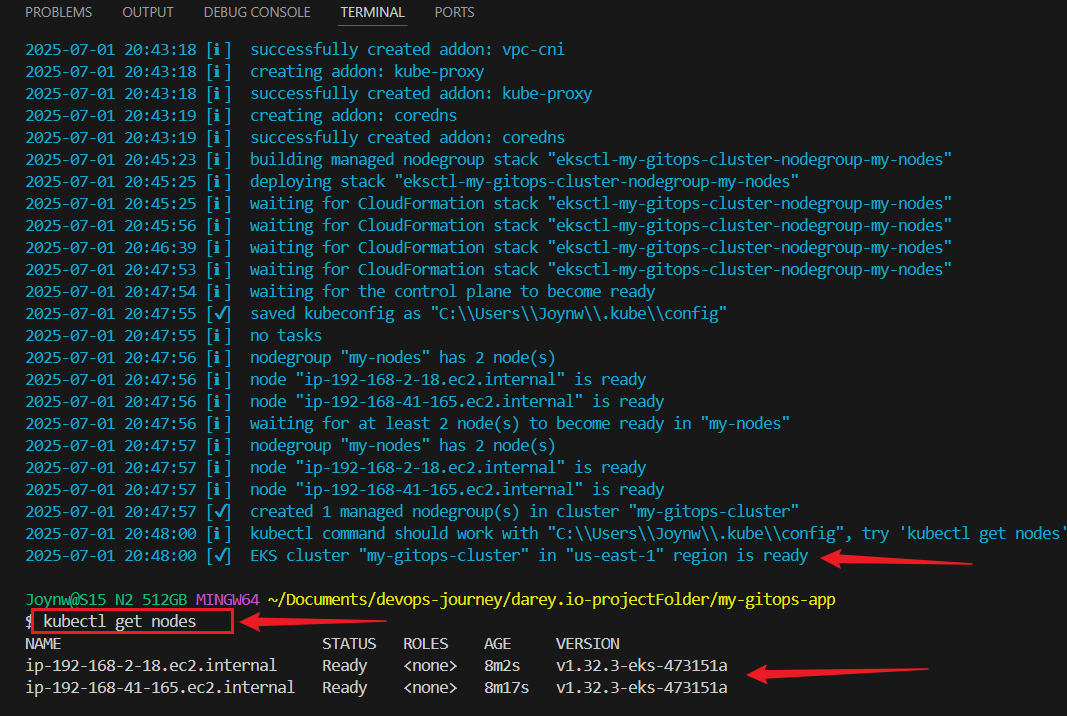 PROBLEMS OUTPUT DEBUG CONSOLE TERMINAL PORTS
2025-07-01 20:43:18 [ℹ]  successfully created addon: vpc-cni
2025-07-01 20:43:18 [ℹ]  creating addon: kube-proxy
2025-07-01 20:43:18 [ℹ]  successfully created addon: kube-proxy
2025-07-01 20:43:19 [ℹ]  creating addon: coredns
2025-07-01 20:43:19 [ℹ]  successfully created addon: coredns
2025-07-01 20:45:23 [ℹ]  building managed nodegroup stack "eksctl-my-gitops-cluster-nodegroup-my-nodes"
2025-07-01 20:45:25 [ℹ]  deploying stack "eksctl-my-gitops-cluster-nodegroup-my-nodes"
2025-07-01 20:45:25 [ℹ]  waiting for CloudFormation stack "eksctl-my-gitops-cluster-nodegroup-my-nodes"
2025-07-01 20:45:56 [ℹ]  waiting for CloudFormation stack "eksctl-my-gitops-cluster-nodegroup-my-nodes"
2025-07-01 20:46:39 [ℹ]  waiting for CloudFormation stack "eksctl-my-gitops-cluster-nodegroup-my-nodes"
2025-07-01 20:47:53 [ℹ]  waiting for CloudFormation stack "eksctl-my-gitops-cluster-nodegroup-my-nodes"
2025-07-01 20:47:54 [ℹ]  waiting for the control plane to become ready
2025-07-01 20:47:55 [✔]  saved kubeconfig as "C:\\Users\\Joynw\\.kube\\config"
2025-07-01 20:47:55 [ℹ]  no tasks
2025-07-01 20:47:56 [ℹ]  nodegroup "my-nodes" has 2 node(s)
2025-07-01 20:47:56 [ℹ]  node "ip-192-168-2-18.ec2.internal" is ready
2025-07-01 20:47:56 [ℹ]  node "ip-192-168-41-165.ec2.internal" is ready
2025-07-01 20:47:56 [ℹ]  waiting for at least 2 node(s) to become ready in "my-nodes"
2025-07-01 20:47:57 [ℹ]  nodegroup "my-nodes" has 2 node(s)
2025-07-01 20:47:57 [ℹ]  node "ip-192-168-2-18.ec2.internal" is ready
2025-07-01 20:47:57 [ℹ]  node "ip-192-168-41-165.ec2.internal" is ready
2025-07-01 20:47:57 [✔]  created 1 managed nodegroup(s) in cluster "my-gitops-cluster"
2025-07-01 20:48:00 [ℹ]  kubectl command should work with "C:\\Users\\Joynw\\.kube\\config", try 'kubectl get nodes'
2025-07-01 20:48:00 [✔]  EKS cluster "my-gitops-cluster" in "us-east-1" region is ready
Joynw@S15 N2 512GB MINGW64 ~/Documents/devops-journey/darey.io-projectFolder/my-gitops-app
$ kubectl get nodes
NAME STATUS ROLES AGE VERSION
ip-192-168-2-18.ec2.internal Ready <none> 8m2s v1.32.3-eks-473151a
ip-192-168-41-165.ec2.internal Ready <none> 8m17s v1.32.3-eks-473151a